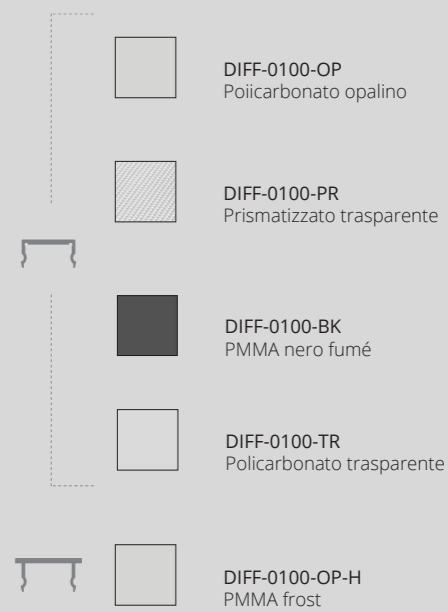 DIFF-0100-OP
Poiicarbonato opalino
DIFF-0100-PR
Prismatizzato trasparente
DIFF-0100-BK
PMMA nero fumé
DIFF-0100-TR
Policarbonato trasparente
DIFF-0100-OP-H
PMMA frost